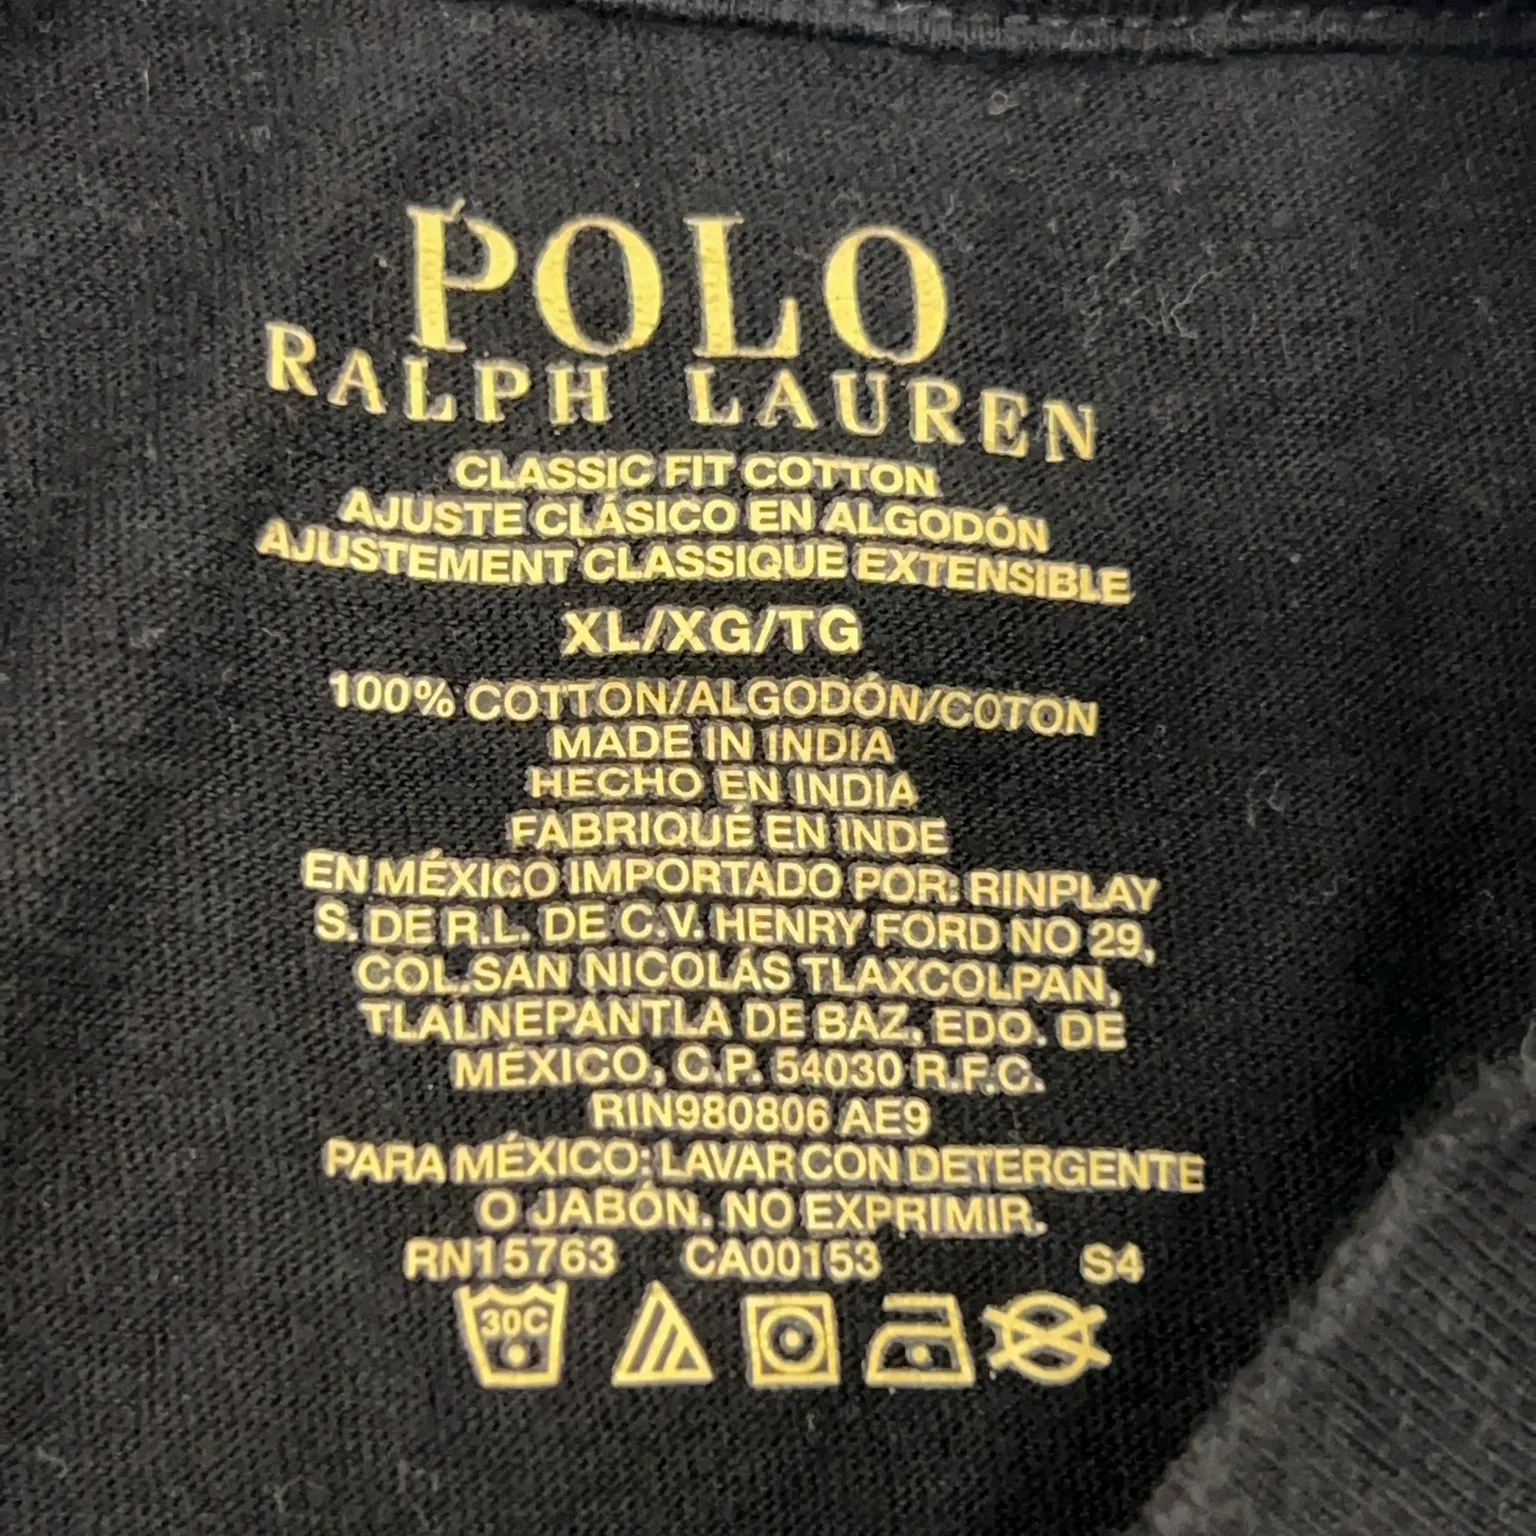 POLO
RALPH LAUREN
CLASSIC FIT COTTON
AJUSTE CLÁSICO EN ALGODÓN
AJUSTEMENT CLASSIQUE EXTENSIBLE
XL/XG/TG
100% COTTON/ALGODÓN/COTON
MADE IN INDIA
HECHO EN INDIA
FABRIQUÉ EN INDE
EN MÉXICO IMPORTADO POR: RINPLAY
S. DE R.L. DE C.V. HENRY FORD NO 29,
COL.SAN NICOLÁS TLAXCOLPAN,
TLALNEPANTLA DE BAZ, EDO. DE
MÉXICO, C.P. 54030 R.F.C.
RIN980806 AE9
PARA MÉXICO: LAVAR CON DETERGENTE
O JABÓN. NO EXPRIMIR.
RN15763 CA00153 S4
30C